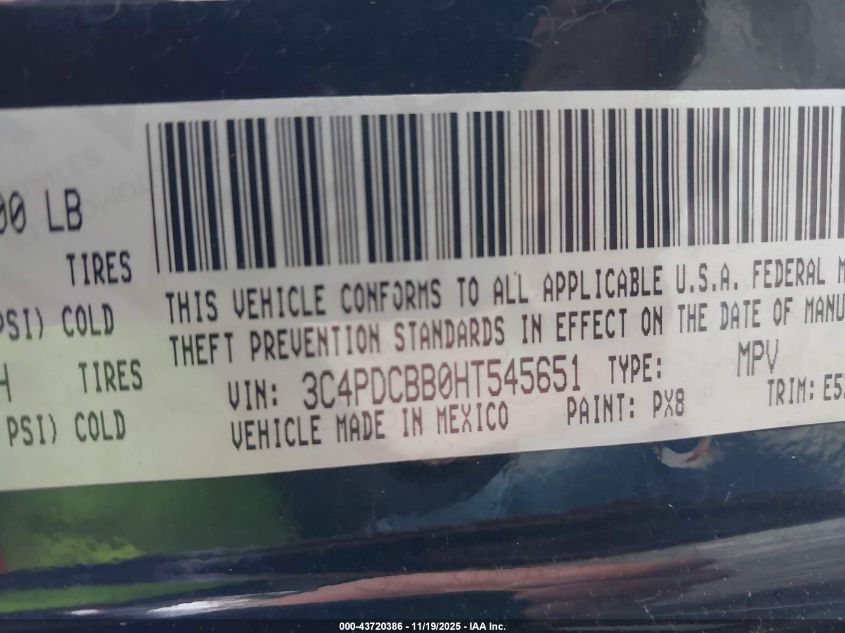 00 LB
TIRES
PSI) COLD
H TIRES
PSI) COLD
THIS VEHICLE CONFORMS TO ALL APPLICABLE U.S.A. FEDERAL M
THEFT PREVENTION STANDARDS IN EFFECT ON THE DATE OF MANU
VIN: 3C4PDCBB0HT545651 TYPE: MPV
VEHICLE MADE IN MEXICO PAINT: PX8 TRIM: E5
000-43720386 - 11/19/2025 - IAA Inc.